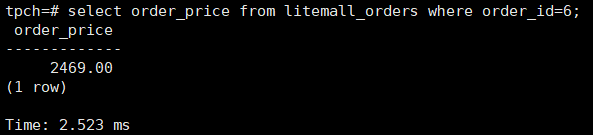 tpch=# select order_price from litemall_orders where order_id=6;
order_price
-------------
2469.00
(1 row)
Time: 2.523 ms